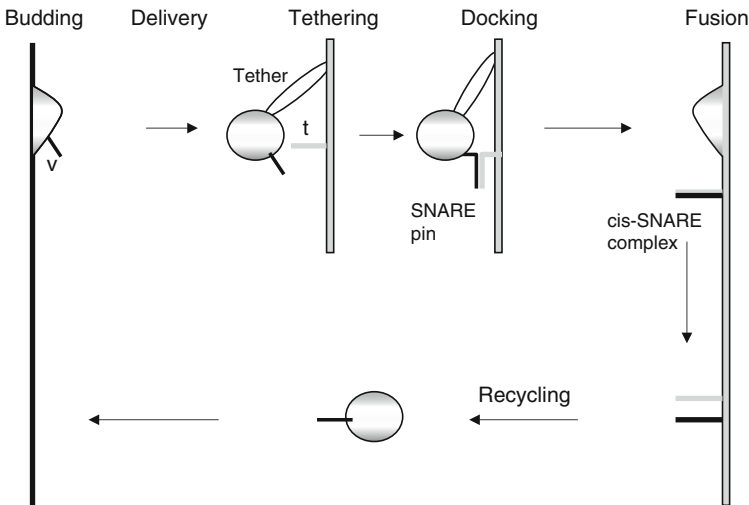 Budding Delivery Tethering Docking Fusion
Tether
t
v
SNARE
pin
cis-SNARE
complex
Recycling